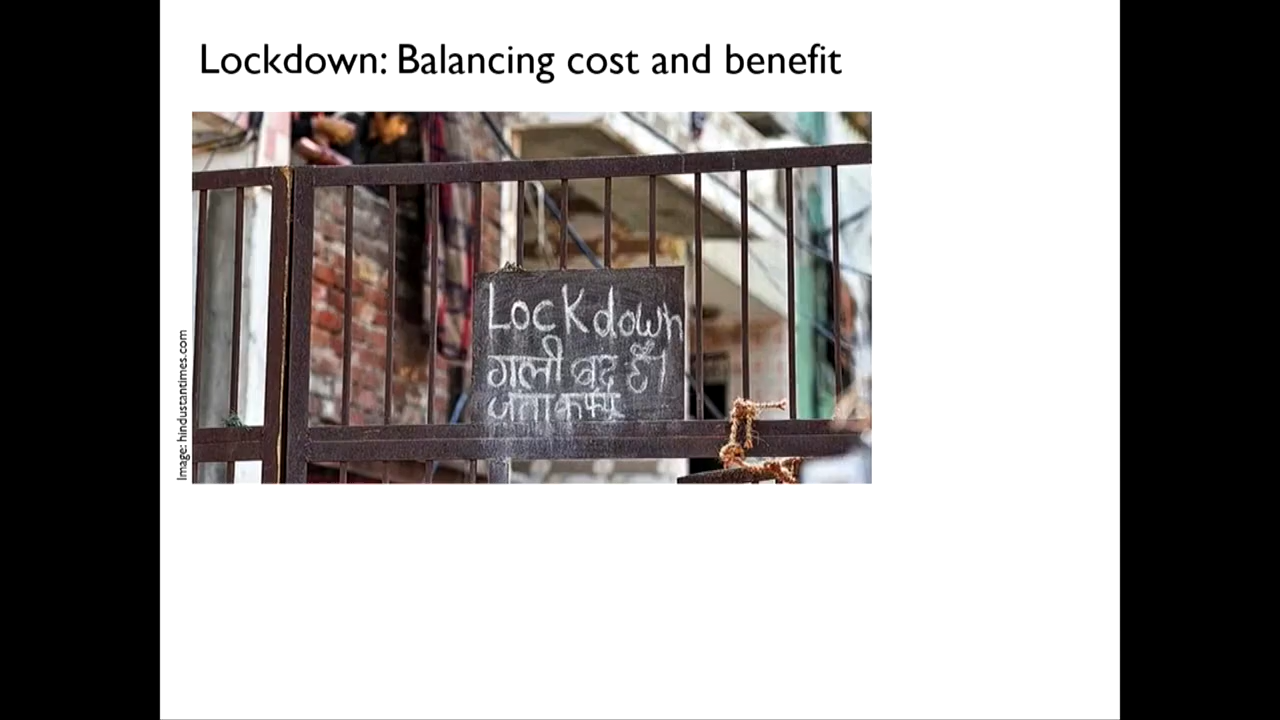 Lockdown: Balancing cost and benefit
Image: hindustantimes.com
Lockdown
गली बंद हैं।